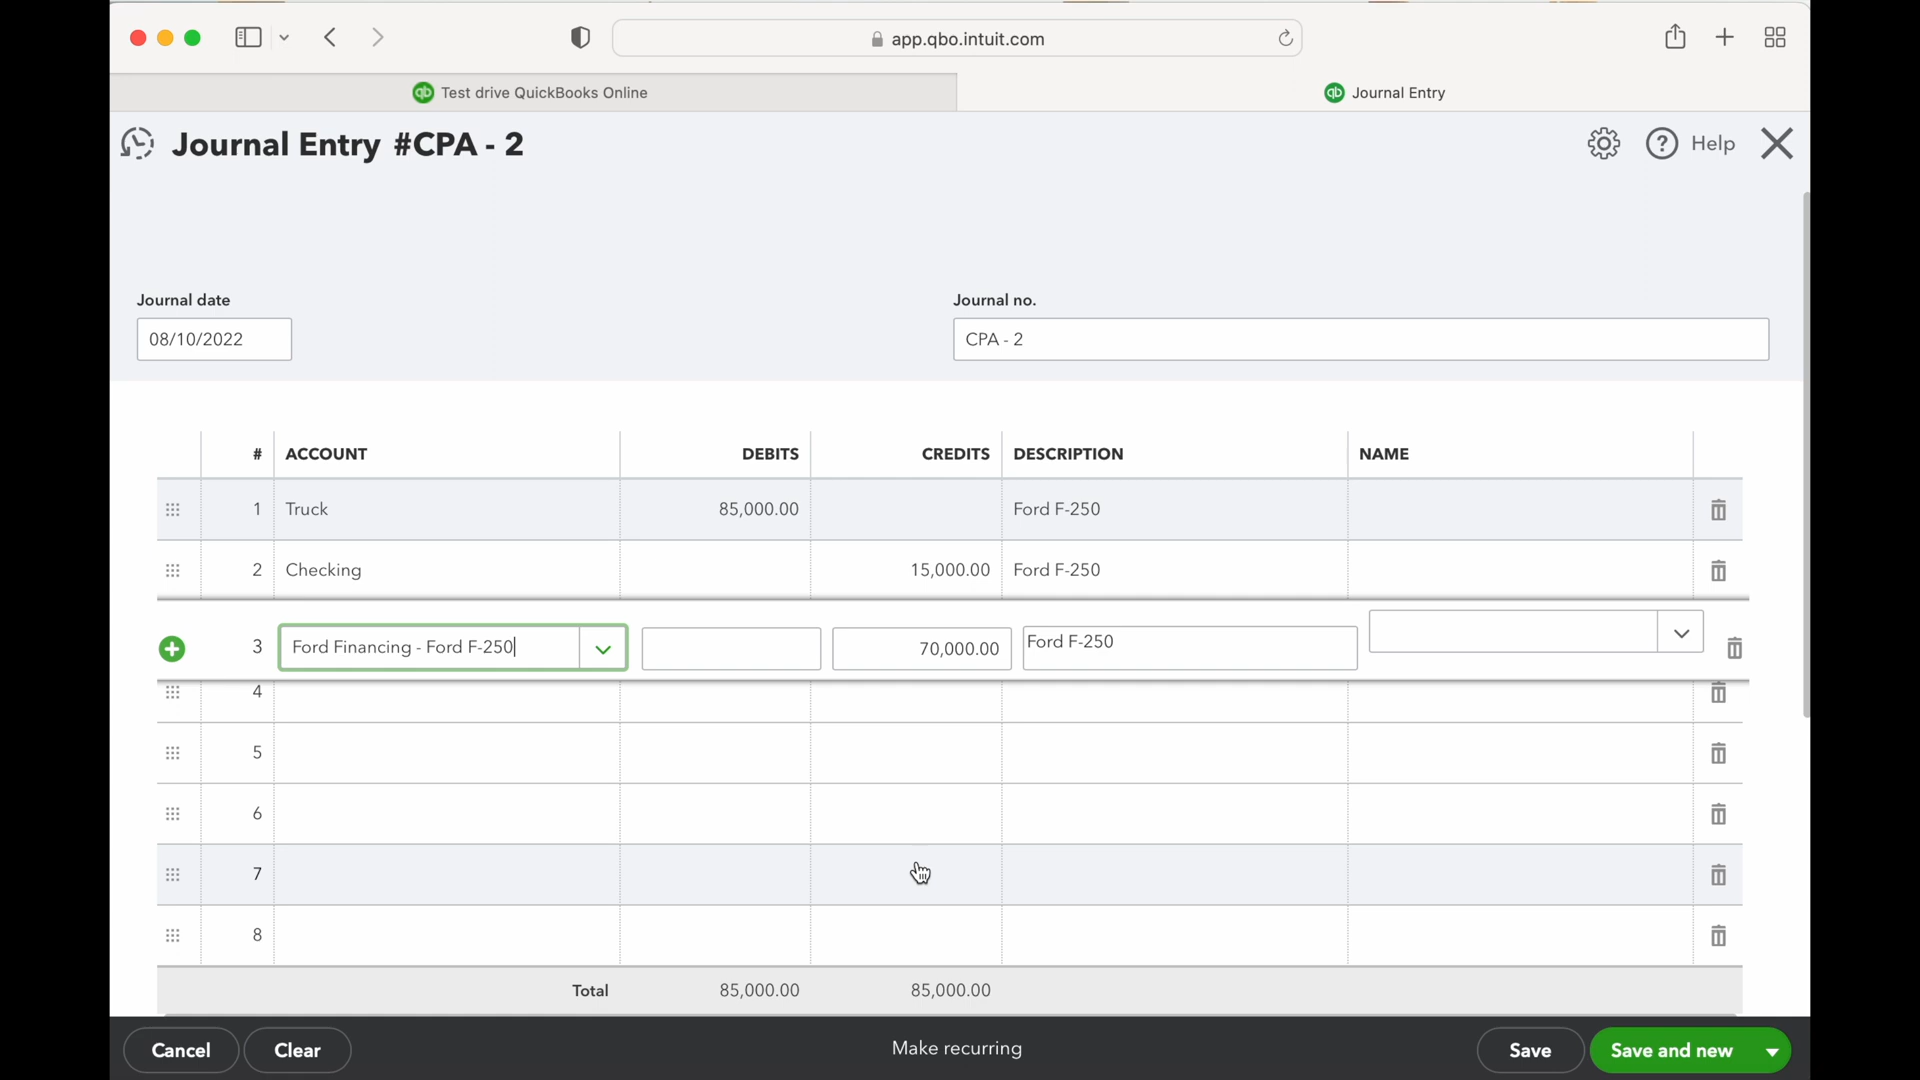 app.qbo.intuit.com
qb Test drive QuickBooks Online
qb Journal Entry
Journal Entry #CPA - 2
? Help
Journal date
Journal no.
08/10/2022
CPA - 2
# ACCOUNT DEBITS CREDITS DESCRIPTION NAME
1 Truck 85,000.00 Ford F-250
2 Checking 15,000.00 Ford F-250
3 Ford Financing - Ford F-250 70,000.00 Ford F-250
4
5
6
7
8
Total 85,000.00 85,000.00
Cancel Clear Make recurring Save Save and new